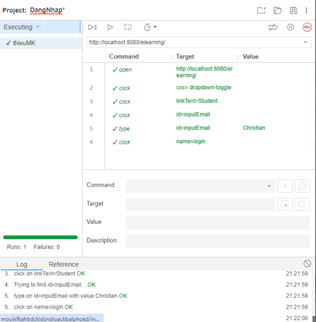 Project: DangNhap*
Executing
✓ thieuMK
http://localhost:8080/elearning/
Command Target Value
1 ✓ open http://localhost:8080/el
earning/
2 ✓ click css=.dropdown-toggle
3 ✓ click linkText=Student
4 ✓ click id=inputEmail
5 ✓ type id=inputEmail Christian
6 ✓ click name=login
Command
Target
Value
Description
Runs: 1 Failures: 0
Log Reference
3. click on linkText=Student OK 21:21:59
4. Trying to find id=inputEmail... OK 21:21:59
5. type on id=inputEmail with value Christian OK 21:21:59
6. click on name=login OK 21:21:59
21:22:00